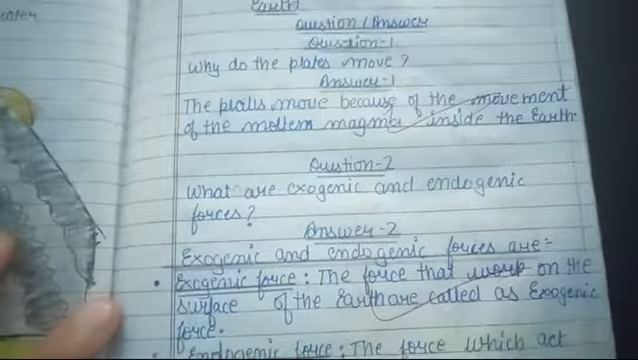 Earth
Question / Answer
Question-1
Why do the plates move?
Answer-1
The plates move because of the movement
of the moltem magma inside the Earth.
Question-2
What are exogenic and endogenic
forces?
Answer-2
Exogenic and endogenic forces are:-
• Exogenic force: The force that work on the
surface of the Earth are called as Exogenic
force.
• Endogenic force: The force which act